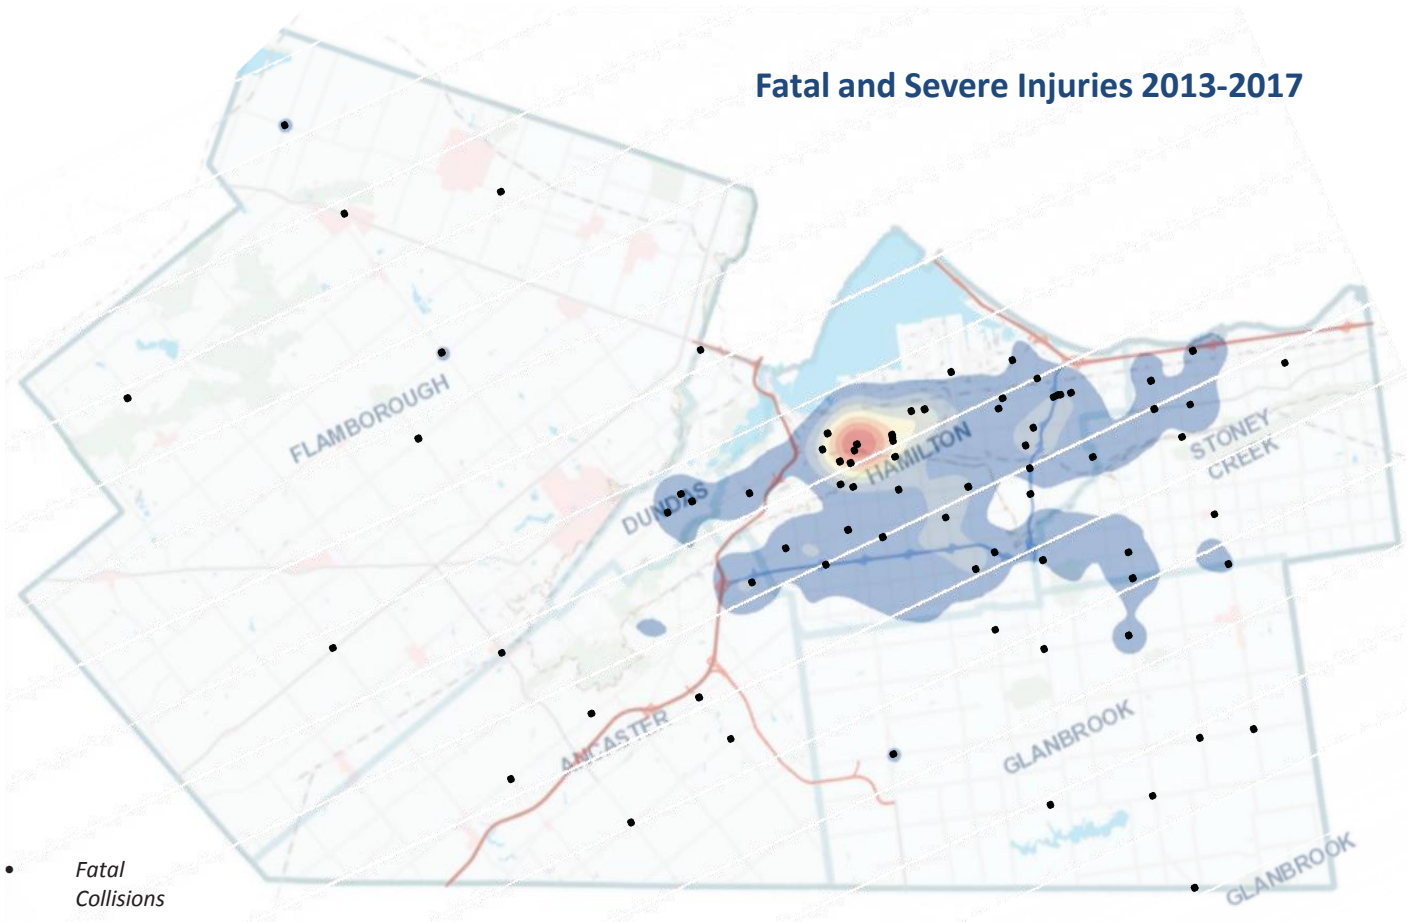 Fatal and Severe Injuries 2013-2017
FLAMBOROUGH
HAMILTON
STONEY
CREEK
DUNDAS
ANCASTER
GLANBROOK
GLANBROOK
Fatal
Collisions